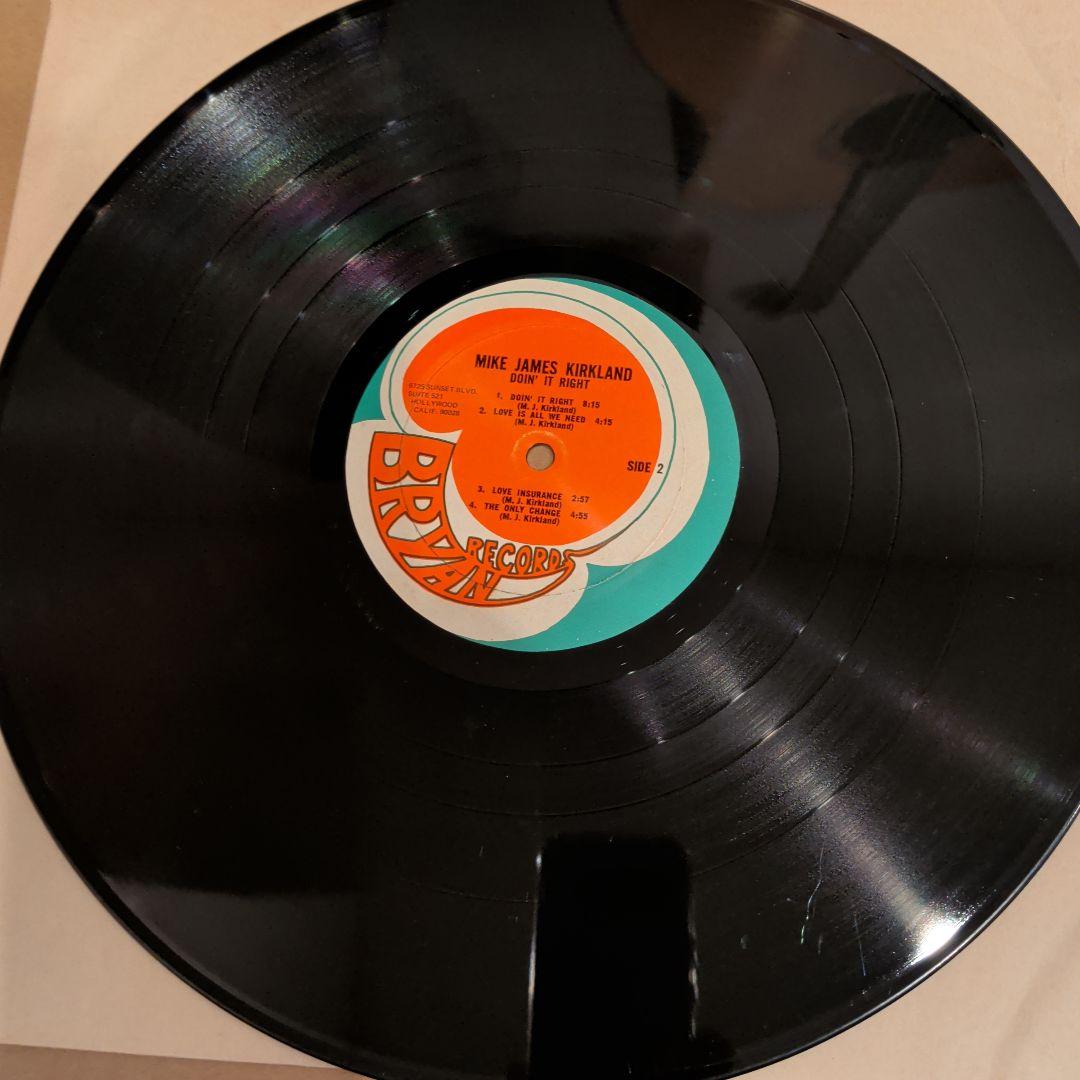 MIKE JAMES KIRKLAND
DOIN' IT RIGHT
6725 SUNSET BLVD.
SUITE 521
HOLLYWOOD
CALIF. 90028
1. DOIN' IT RIGHT 8:15
(M. J. Kirkland)
2. LOVE IS ALL WE NEED 4:15
(M. J. Kirkland)
SIDE 2
3. LOVE INSURANCE 2:57
(M. J. Kirkland)
4. THE ONLY CHANGE 4:55
(M. J. Kirkland)
BRYAN
RECORDS